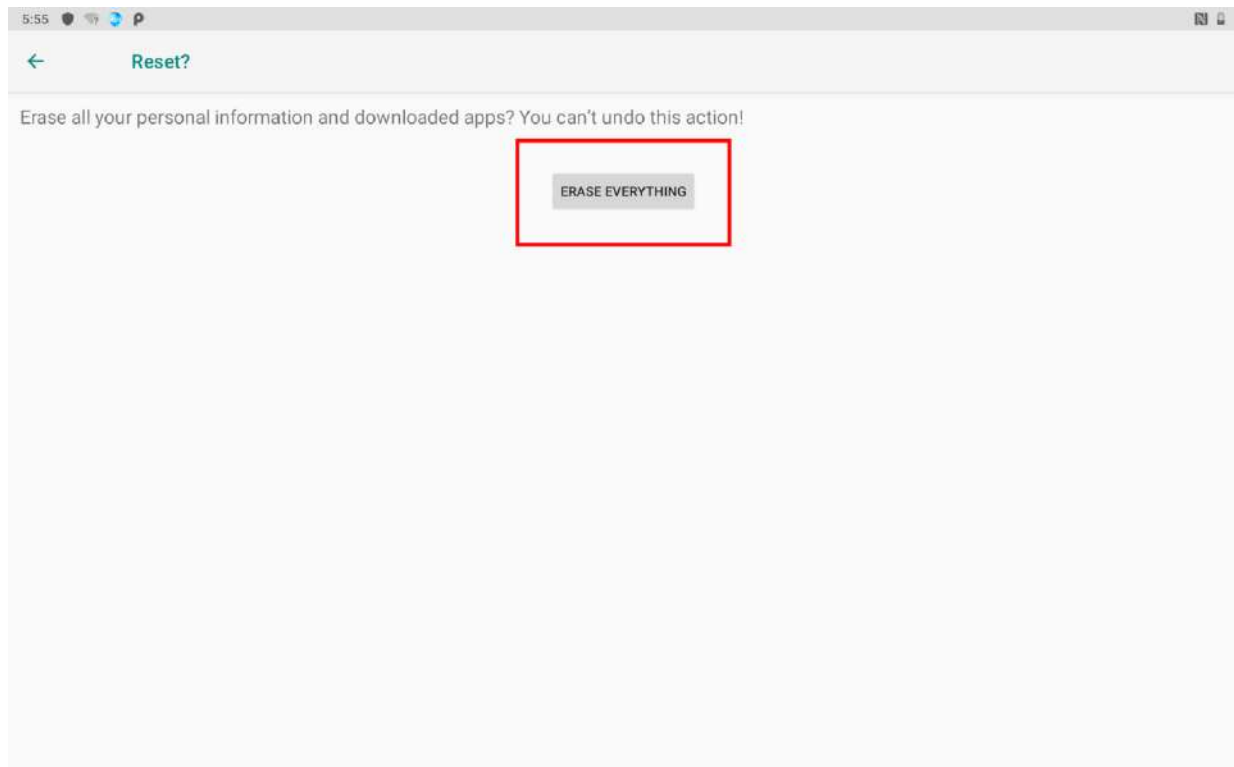 5:55
Reset?
Erase all your personal information and downloaded apps? You can't undo this action!
ERASE EVERYTHING